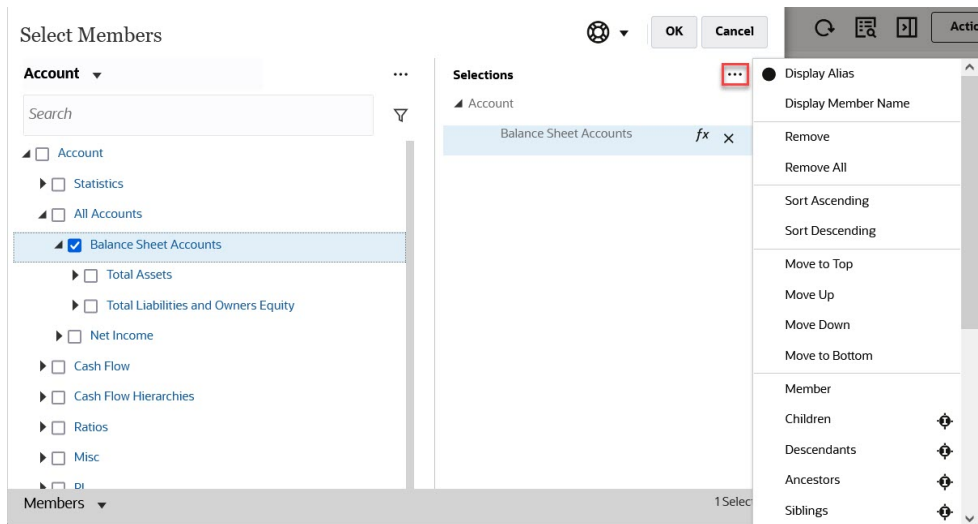 Select Members
OK
Cancel
Actio
Account
Search
Account
Statistics
All Accounts
Balance Sheet Accounts
Total Assets
Total Liabilities and Owners Equity
Net Income
Cash Flow
Cash Flow Hierarchies
Ratios
Misc
Members
Selections
Account
Balance Sheet Accounts
fx
1 Selec
Display Alias
Display Member Name
Remove
Remove All
Sort Ascending
Sort Descending
Move to Top
Move Up
Move Down
Move to Bottom
Member
Children
Descendants
Ancestors
Siblings